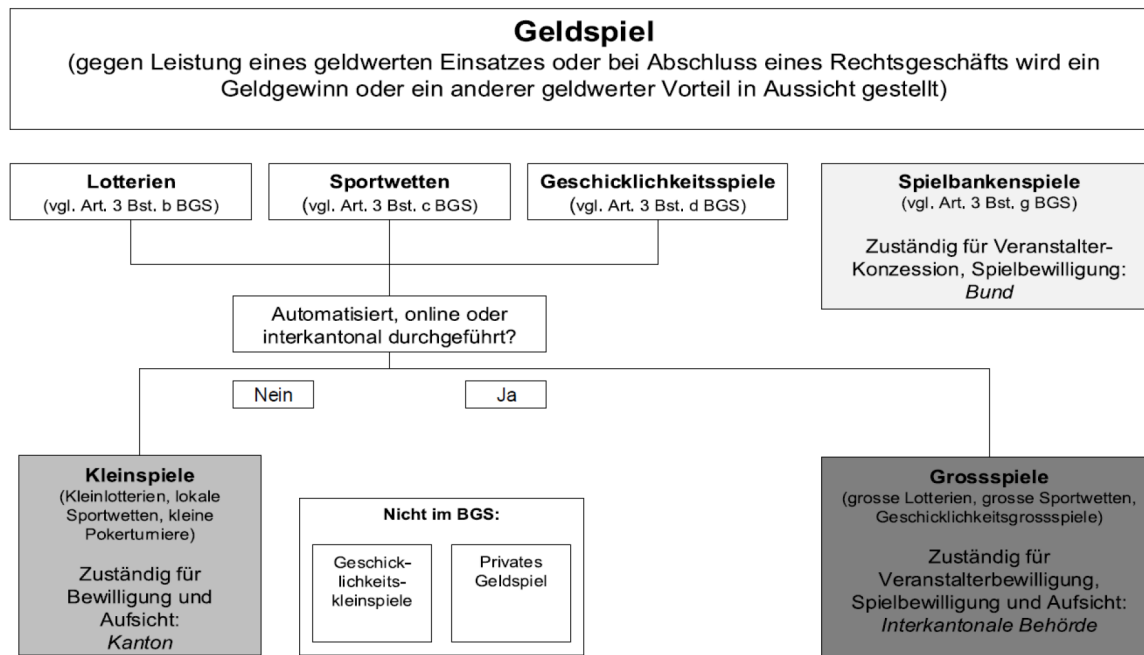 Geldspiel
(gegen Leistung eines geldwerten Einsatzes oder bei Abschluss eines Rechtsgeschäfts wird ein
Geldgewinn oder ein anderer geldwerter Vorteil in Aussicht gestellt)
Lotterien
(vgl. Art. 3 Bst. b BGS)
Sportwetten
(vgl. Art. 3 Bst. c BGS)
Geschicklichkeitsspiele
(vgl. Art. 3 Bst. d BGS)
Spielbankenspiele
(vgl. Art. 3 Bst. g BGS)
Zuständig für Veranstalter-
Konzession, Spielbewilligung:
Bund
Automatisiert, online oder
interkantonal durchgeführt?
Nein
Ja
Kleinspiele
(Kleinlotterien, lokale
Sportwetten, kleine
Pokerturniere)
Zuständig für
Bewilligung und
Aufsicht:
Kanton
Nicht im BGS:
Geschick-
lichkeits-
kleinspiele
Privates
Geldspiel
Grossspiele
(grosse Lotterien, grosse Sportwetten,
Geschicklichkeitsgrossspiele)
Zuständig für
Veranstalterbewilligung,
Spielbewilligung und Aufsicht:
Interkantonale Behörde